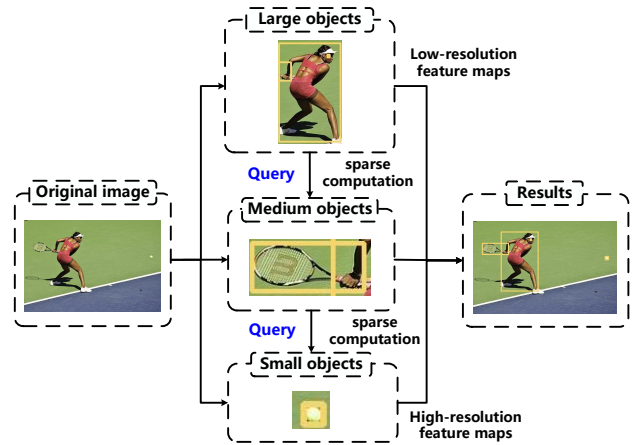 Large objects
Low-resolution
feature maps
Query
sparse
computation
Original image
Medium objects
Results
Query
sparse
computation
Small objects
High-resolution
feature maps